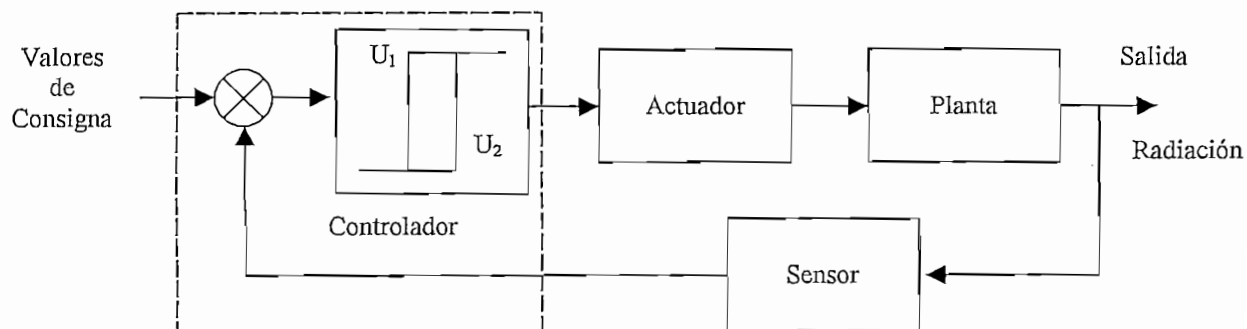 Valores
de
Consigna
U₁
U₂
Controlador
Actuador
Planta
Salida
Radiación
Sensor